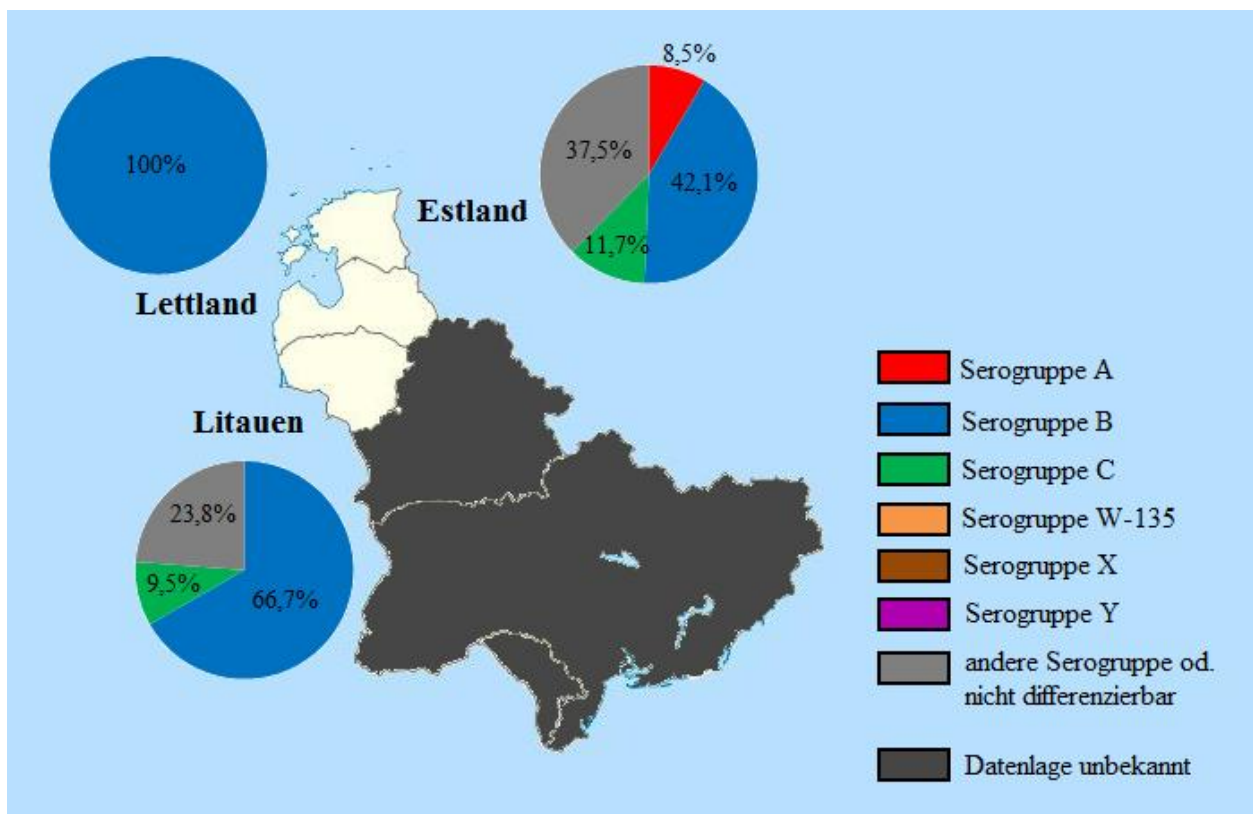 100%
Lettland
8,5%
37,5%
42,1%
11,7%
Estland
Litauen
23,8%
9,5%
66,7%
Serogruppe A
Serogruppe B
Serogruppe C
Serogruppe W-135
Serogruppe X
Serogruppe Y
andere Serogruppe od.
nicht differenzierbar
Datenlage unbekannt